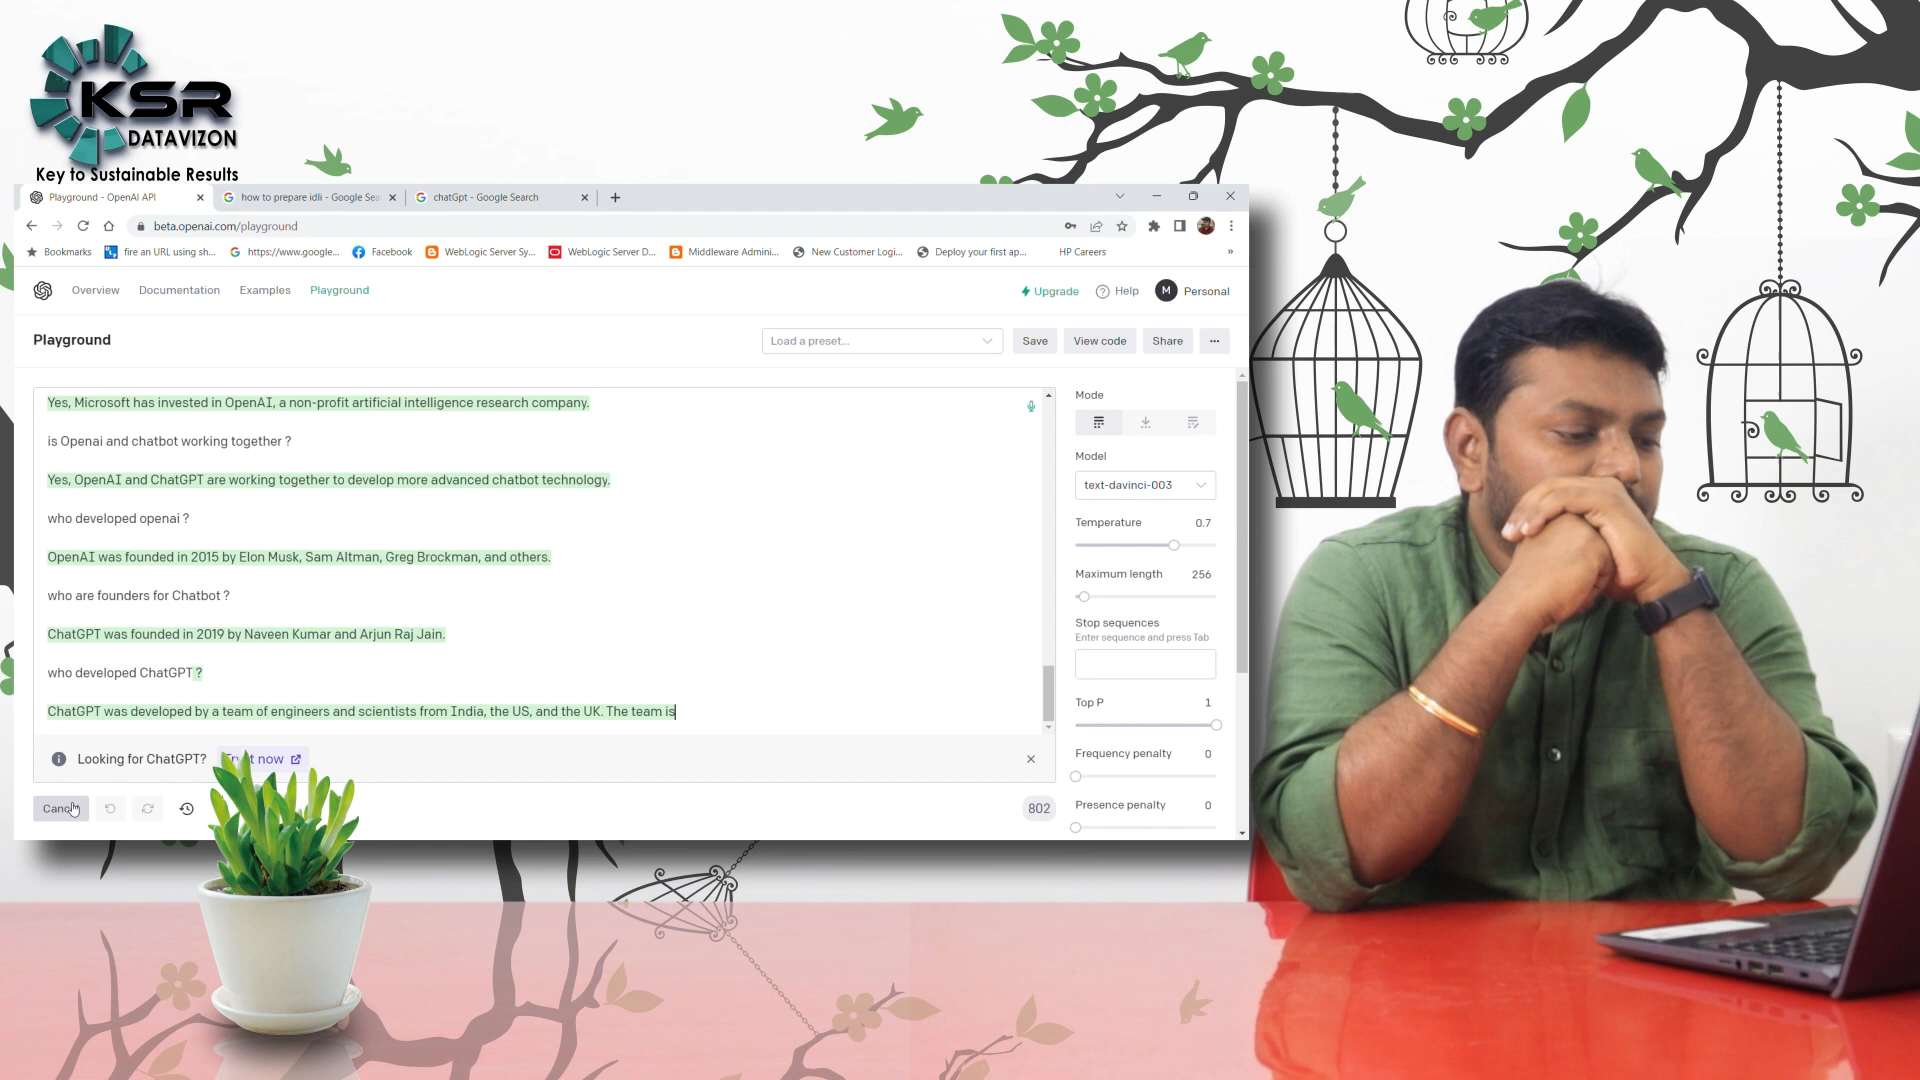 KSR
DATAVIZON
Key to Sustainable Results
Playground - OpenAI API
how to prepare idli - Google Sea
chatGpt - Google Search
beta.openai.com/playground
Bookmarks
fire an URL using sh...
https://www.google...
Facebook
WebLogic Server Sy...
WebLogic Server D...
Middleware Admini...
New Customer Logi...
Deploy your first ap...
HP Careers
»
Overview
Documentation
Examples
Playground
Upgrade
Help
M
Personal
Playground
Load a preset...
Save
View code
Share
...
Yes, Microsoft has invested in OpenAI, a non-profit artificial intelligence research company.
is Openai and chatbot working together ?
Yes, OpenAI and ChatGPT are working together to develop more advanced chatbot technology.
who developed openai ?
OpenAI was founded in 2015 by Elon Musk, Sam Altman, Greg Brockman, and others.
who are founders for Chatbot ?
ChatGPT was founded in 2019 by Naveen Kumar and Arjun Raj Jain.
who developed ChatGPT ?
ChatGPT was developed by a team of engineers and scientists from India, the US, and the UK. The team is
Looking for ChatGPT?
now
802
Mode
Model
text-davinci-003
Temperature 0.7
Maximum length 256
Stop sequences
Enter sequence and press Tab
Top P 1
Frequency penalty 0
Presence penalty 0